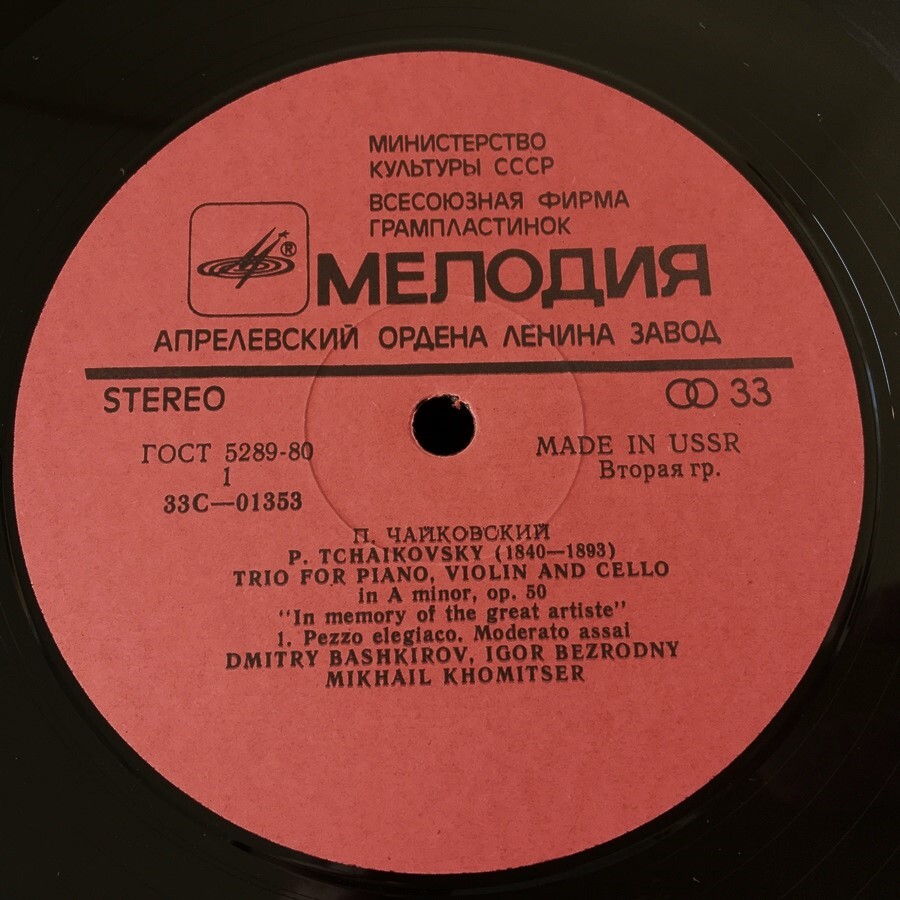 МИНИСТЕРСТВО
КУЛЬТУРЫ СССР
ВСЕСОЮЗНАЯ ФИРМА
ГРАМПЛАСТИНОК
®
МЕЛОДИЯ
АПРЕЛЕВСКИЙ ОРДЕНА ЛЕНИНА ЗАВОД
STEREO
33
ГОСТ 5289-80
1
33С—01353
MADE IN USSR
Вторая гр.
П. ЧАЙКОВСКИЙ
P. TCHAIKOVSKY (1840—1893)
TRIO FOR PIANO, VIOLIN AND CELLO
in A minor, op. 50
"In memory of the great artiste"
1. Pezzo elegiaco. Moderato assai
DMITRY BASHKIROV, IGOR BEZRODNY
MIKHAIL KHOMITSER